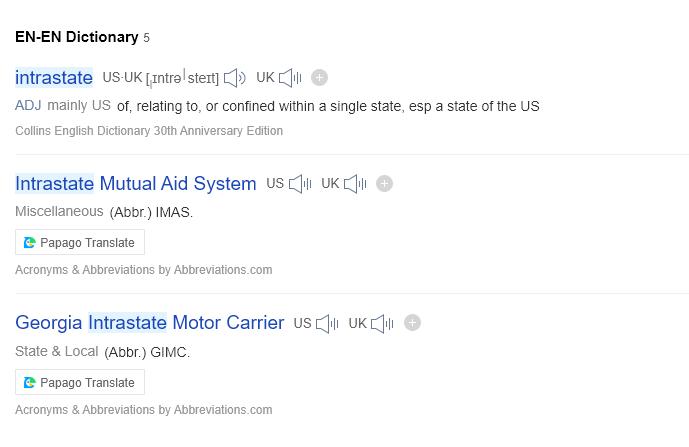 EN-EN Dictionary 5
intrastate US·UK [ˌɪntrəˈsteɪt] UK
ADJ mainly US of, relating to, or confined within a single state, esp a state of the US
Collins English Dictionary 30th Anniversary Edition
Intrastate Mutual Aid System US UK
Miscellaneous (Abbr.) IMAS.
Papago Translate
Acronyms & Abbreviations by Abbreviations.com
Georgia Intrastate Motor Carrier US UK
State & Local (Abbr.) GIMC.
Papago Translate
Acronyms & Abbreviations by Abbreviations.com